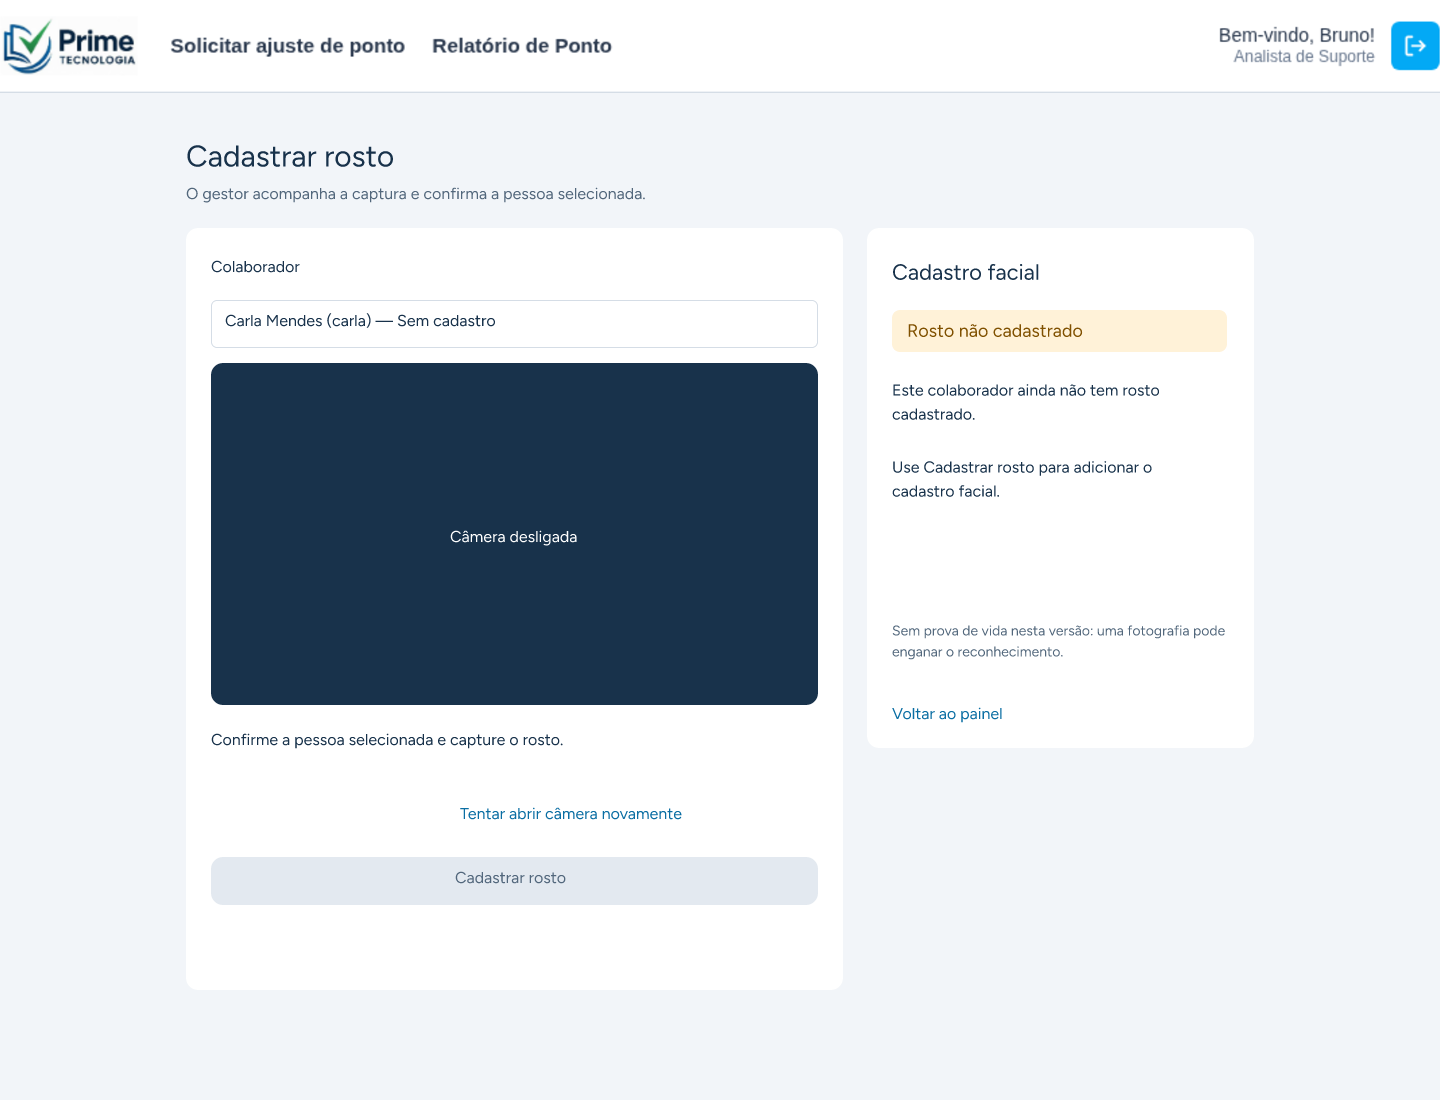 Prime
TECNOLOGIA
Solicitar ajuste de ponto
Relatório de Ponto
Bem-vindo, Bruno!
Analista de Suporte
Cadastrar rosto
O gestor acompanha a captura e confirma a pessoa selecionada.
Colaborador
Carla Mendes (carla) — Sem cadastro
Câmera desligada
Confirme a pessoa selecionada e capture o rosto.
Tentar abrir câmera novamente
Cadastrar rosto
Cadastro facial
Rosto não cadastrado
Este colaborador ainda não tem rosto
cadastrado.
Use Cadastrar rosto para adicionar o
cadastro facial.
Sem prova de vida nesta versão: uma fotografia pode
enganar o reconhecimento.
Voltar ao painel